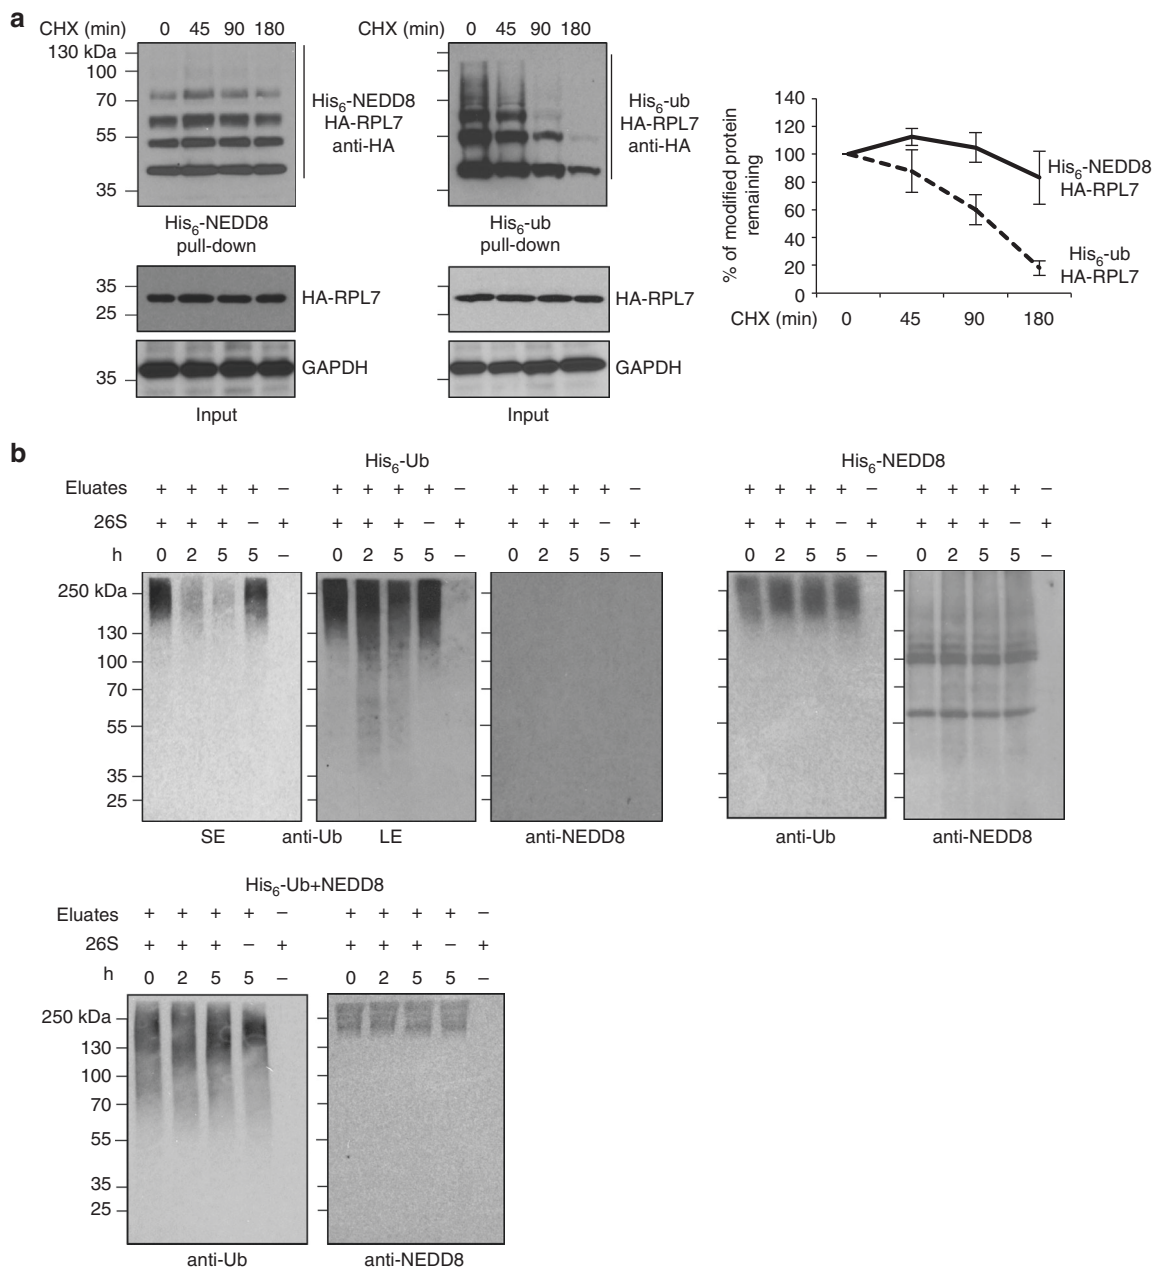 a
CHX (min) 0 45 90 180
130 kDa
100
70
55
35
His6-NEDD8
HA-RPL7
anti-HA
His6-NEDD8
pull-down
35
25
HA-RPL7
35
GAPDH
Input
CHX (min) 0 45 90 180
His6-ub
HA-RPL7
anti-HA
His6-ub
pull-down
HA-RPL7
GAPDH
Input
% of modified protein
remaining
140
120
100
80
60
40
20
0
His6-NEDD8
HA-RPL7
His6-ub
HA-RPL7
CHX (min) 0 45 90 180
b
His6-Ub
Eluates + + + + – + + + + – + + + + –
26S + + + – + + + + – + + + + – +
h 0 2 5 5 – 0 2 5 5 – 0 2 5 5 –
250 kDa
130
100
70
55
35
25
SE anti-Ub LE anti-NEDD8
His6-NEDD8
+ + + + – + + + + –
+ + + – + + + + – +
0 2 5 5 – 0 2 5 5 –
anti-Ub anti-NEDD8
His6-Ub+NEDD8
Eluates + + + + – + + + + –
26S + + + – + + + + – +
h 0 2 5 5 – 0 2 5 5 –
250 kDa
130
100
70
55
35
25
anti-Ub anti-NEDD8